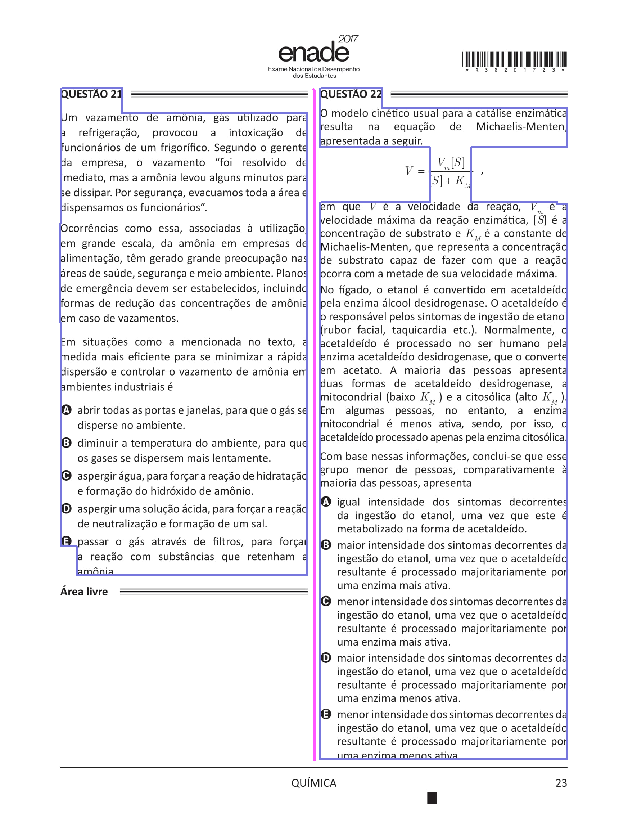 enade 2017
Exame Nacional de Desempenho
dos Estudantes
*R3320172 3*
QUESTÃO 21
Um vazamento de amônia, gás utilizado para
a refrigeração, provocou a intoxicação de
funcionários de um frigorífico. Segundo o gerente
da empresa, o vazamento "foi resolvido de
imediato, mas a amônia levou alguns minutos para
se dissipar. Por segurança, evacuamos toda a área e
dispensamos os funcionários".
Ocorrências como essa, associadas à utilização,
em grande escala, da amônia em empresas de
alimentação, têm gerado grande preocupação nas
áreas de saúde, segurança e meio ambiente. Planos
de emergência devem ser estabelecidos, incluindo
formas de redução das concentrações de amônia
em caso de vazamentos.
Em situações como a mencionada no texto, a
medida mais eficiente para se minimizar a rápida
dispersão e controlar o vazamento de amônia em
ambientes industriais é
A abrir todas as portas e janelas, para que o gás se
disperse no ambiente.
B diminuir a temperatura do ambiente, para que
os gases se dispersem mais lentamente.
C aspergir água, para forçar a reação de hidratação
e formação do hidróxido de amônio.
D aspergir uma solução ácida, para forçar a reação
de neutralização e formação de um sal.
E passar o gás através de filtros, para forçar
a reação com substâncias que retenham a
amônia.
Área livre
QUESTÃO 22
O modelo cinético usual para a catálise enzimática
resulta na equação de Michaelis-Menten,
apresentada a seguir.
V = Vm[S] / [S] + KM ,
em que V é a velocidade da reação, Vm é a
velocidade máxima da reação enzimática, [S] é a
concentração de substrato e KM é a constante de
Michaelis-Menten, que representa a concentração
de substrato capaz de fazer com que a reação
ocorra com a metade de sua velocidade máxima.
No fígado, o etanol é convertido em acetaldeído
pela enzima álcool desidrogenase. O acetaldeído é
o responsável pelos sintomas de ingestão de etanol
(rubor facial, taquicardia etc.). Normalmente, o
acetaldeído é processado no ser humano pela
enzima acetaldeído desidrogenase, que o converte
em acetato. A maioria das pessoas apresenta
duas formas de acetaldeído desidrogenase, a
mitocondrial (baixo KM ) e a citosólica (alto KM ).
Em algumas pessoas, no entanto, a enzima
mitocondrial é menos ativa, sendo, por isso, o
acetaldeído processado apenas pela enzima citosólica.
Com base nessas informações, conclui-se que esse
grupo menor de pessoas, comparativamente à
maioria das pessoas, apresenta
A igual intensidade dos sintomas decorrentes
da ingestão do etanol, uma vez que este é
metabolizado na forma de acetaldeído.
B maior intensidade dos sintomas decorrentes da
ingestão do etanol, uma vez que o acetaldeído
resultante é processado majoritariamente por
uma enzima mais ativa.
C menor intensidade dos sintomas decorrentes da
ingestão do etanol, uma vez que o acetaldeído
resultante é processado majoritariamente por
uma enzima mais ativa.
D maior intensidade dos sintomas decorrentes da
ingestão do etanol, uma vez que o acetaldeído
resultante é processado majoritariamente por
uma enzima menos ativa.
E menor intensidade dos sintomas decorrentes da
ingestão do etanol, uma vez que o acetaldeído
resultante é processado majoritariamente por
uma enzima menos ativa.
QUÍMICA
23